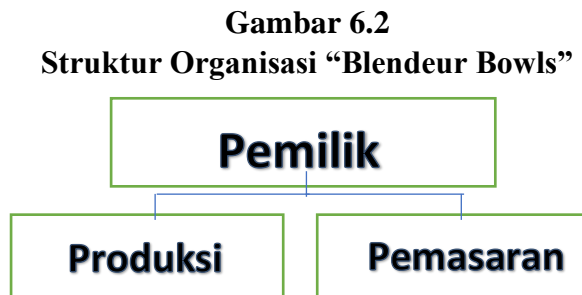 Gambar 6.2
Struktur Organisasi “Blendeur Bowls”
Pemilik
Produksi
Pemasaran